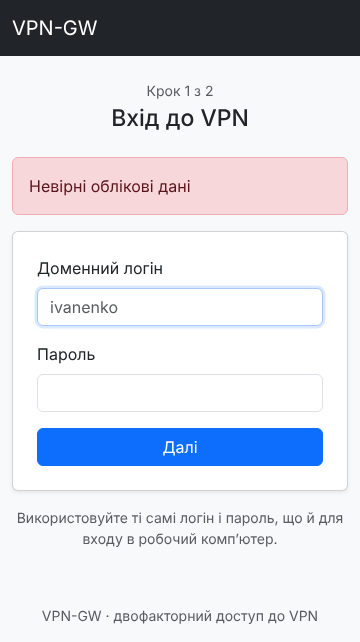 VPN-GW
Крок 1 з 2
Вхід до VPN
Невірні облікові дані
Доменний логін
ivanenko
Пароль
Далі
Використовуйте ті самі логін і пароль, що й для
входу в робочий комп’ютер.
VPN-GW · двофакторний доступ до VPN